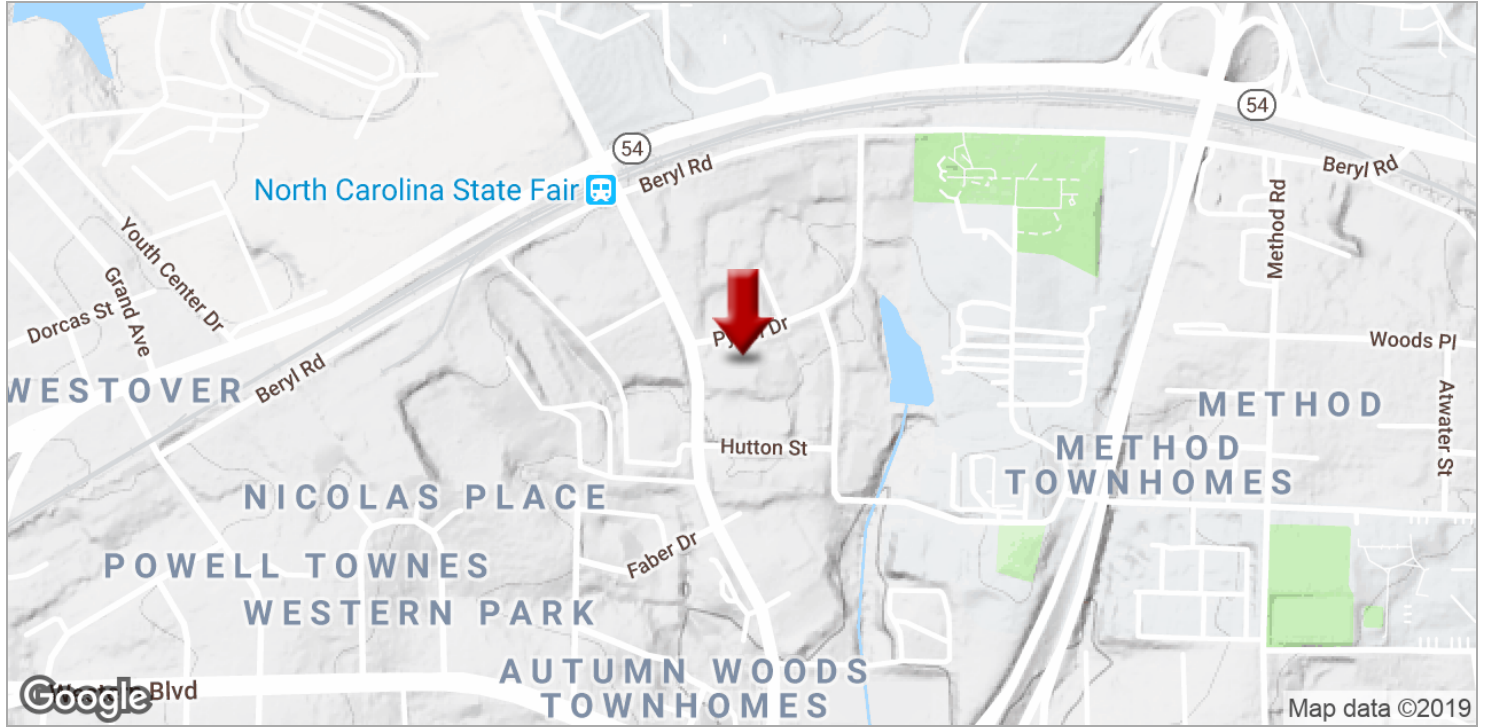 54
54
North Carolina State Fair
Beryl Rd
Beryl Rd
Method Rd
Youth Center Dr
Grand Ave
Dorcas St
Dr
Woods Pl
WESTOVER
Beryl Rd
METHOD
Atwater St
Hutton St
METHOD
TOWNHOMES
NICOLAS PLACE
Faber Dr
POWELL TOWNES
WESTERN PARK
AUTUMN WOODS
TOWNHOMES
Blvd
Google
Map data ©2019